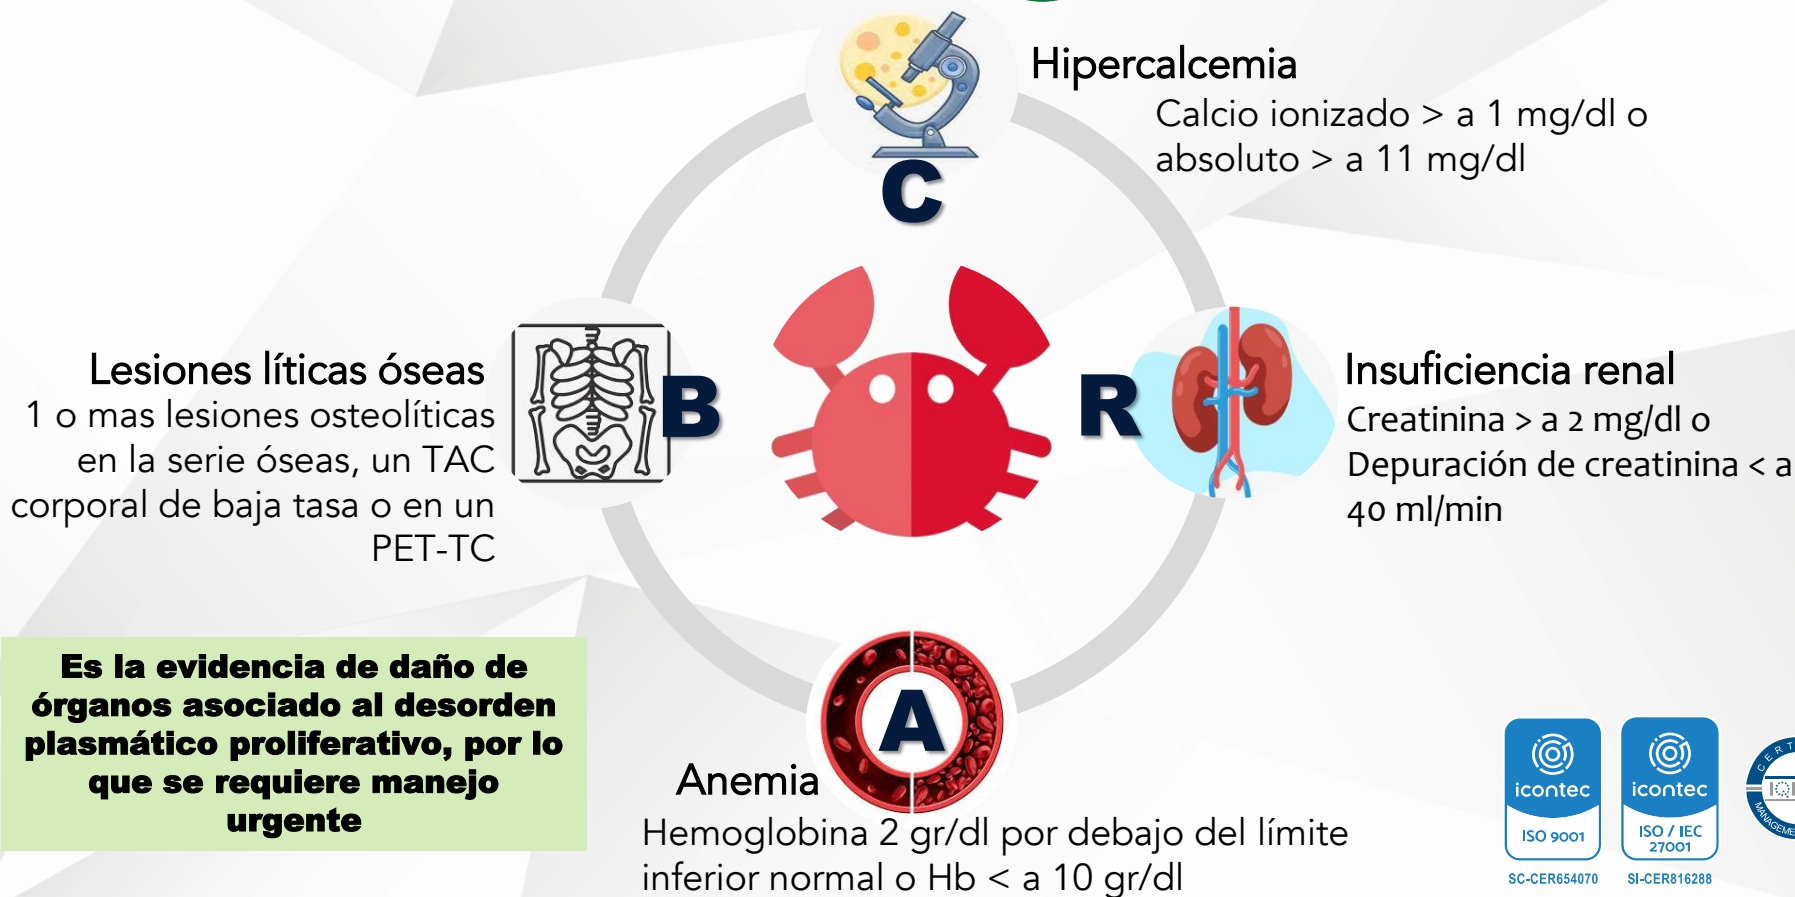 Hipercalcemia
Calcio ionizado > a 1 mg/dl o
absoluto > a 11 mg/dl
C
Lesiones líticas óseas
1 o mas lesiones osteolíticas
en la serie óseas, un TAC
corporal de baja tasa o en un
PET-TC
B
R
Insuficiencia renal
Creatinina > a 2 mg/dl o
Depuración de creatinina < a
40 ml/min
Es la evidencia de daño de
órganos asociado al desorden
plasmático proliferativo, por lo
que se requiere manejo
urgente
A
Anemia
Hemoglobina 2 gr/dl por debajo del límite
inferior normal o Hb < a 10 gr/dl
icontec
ISO 9001
SC-CER654070
icontec
ISO / IEC
27001
SI-CER816288